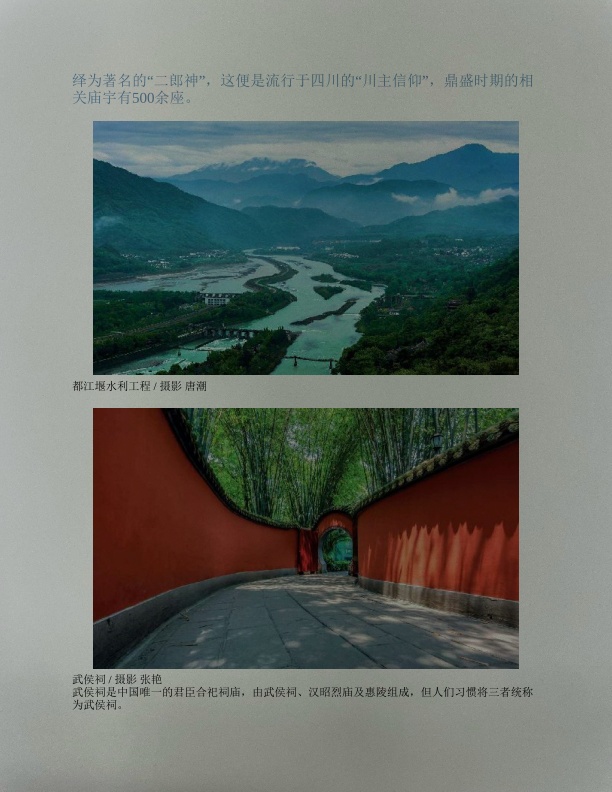 绎为著名的“二郎神”，这便是流行于四川的“川主信仰”，鼎盛时期的相
关庙宇有500余座。
都江堰水利工程 / 摄影 唐潮
武侯祠 / 摄影 张艳
武侯祠是中国唯一的君臣合祀祠庙，由武侯祠、汉昭烈庙及惠陵组成，但人们习惯将三者统称
为武侯祠。